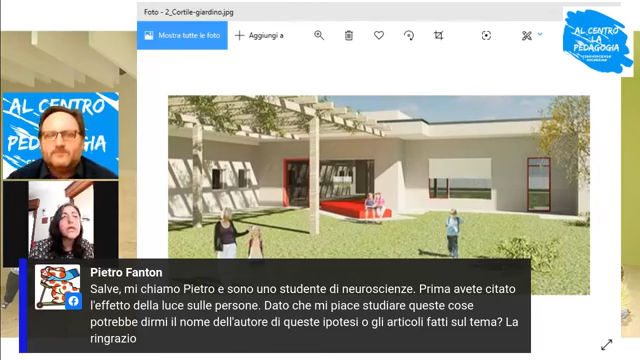 Foto - 2_Cortile-giardino.jpg
Mostra tutte le foto
Aggiungi a
AL CENTRO
LA
PEDAGOGIA
AL CENTRO
PEDAGOGIA
Pietro Fanton
Salve, mi chiamo Pietro e sono uno studente di neuroscienze. Prima avete citato
l'effetto della luce sulle persone. Dato che mi piace studiare queste cose
potrebbe dirmi il nome dell'autore di queste ipotesi o gli articoli fatti sul tema? La
ringrazio